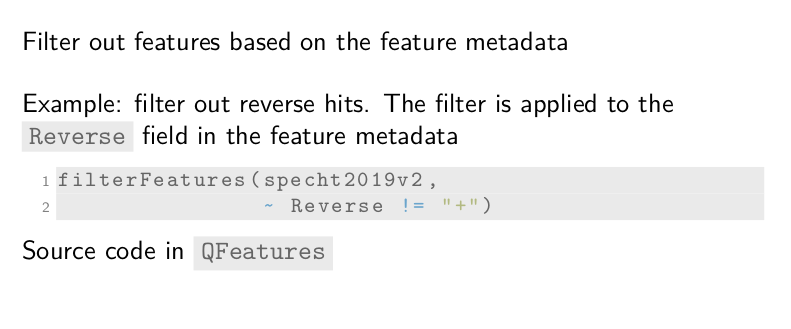 Filter out features based on the feature metadata
Example: filter out reverse hits. The filter is applied to the
Reverse field in the feature metadata
1 filterFeatures(specht2019v2,
2 ~ Reverse != "+")
Source code in QFeatures